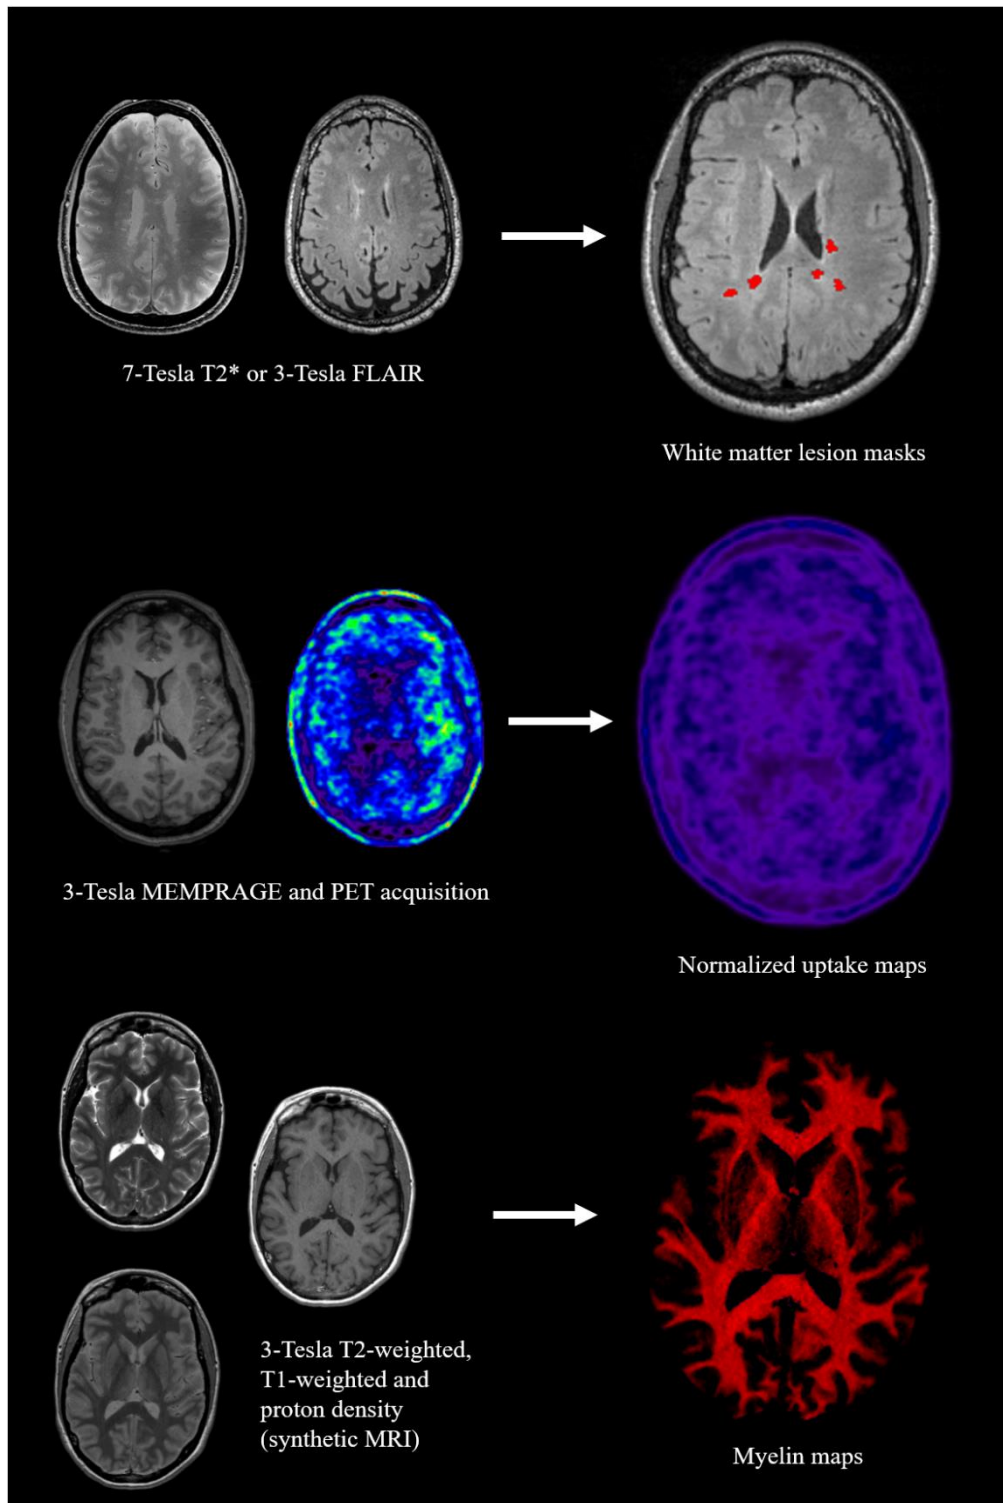 7-Tesla T2* or 3-Tesla FLAIR
White matter lesion masks
3-Tesla MEMPRAGE and PET acquisition
Normalized uptake maps
3-Tesla T2-weighted,
T1-weighted and
proton density
(synthetic MRI)
Myelin maps